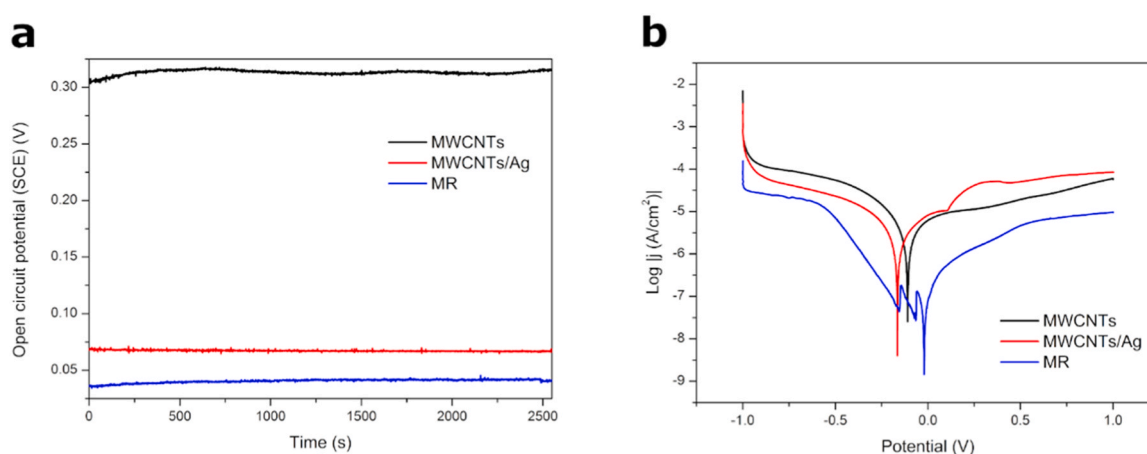 a
0.30
0.25
0.20
0.15
0.10
0.05
Open circuit potential (SCE) (V)
MWCNTs
MWCNTs/Ag
MR
0
500
1000
1500
2000
2500
Time (s)
b
-2
-3
-4
-5
-6
-7
-8
-9
Log |j (A/cm²)|
MWCNTs
MWCNTs/Ag
MR
-1.0
-0.5
0.0
0.5
1.0
Potential (V)